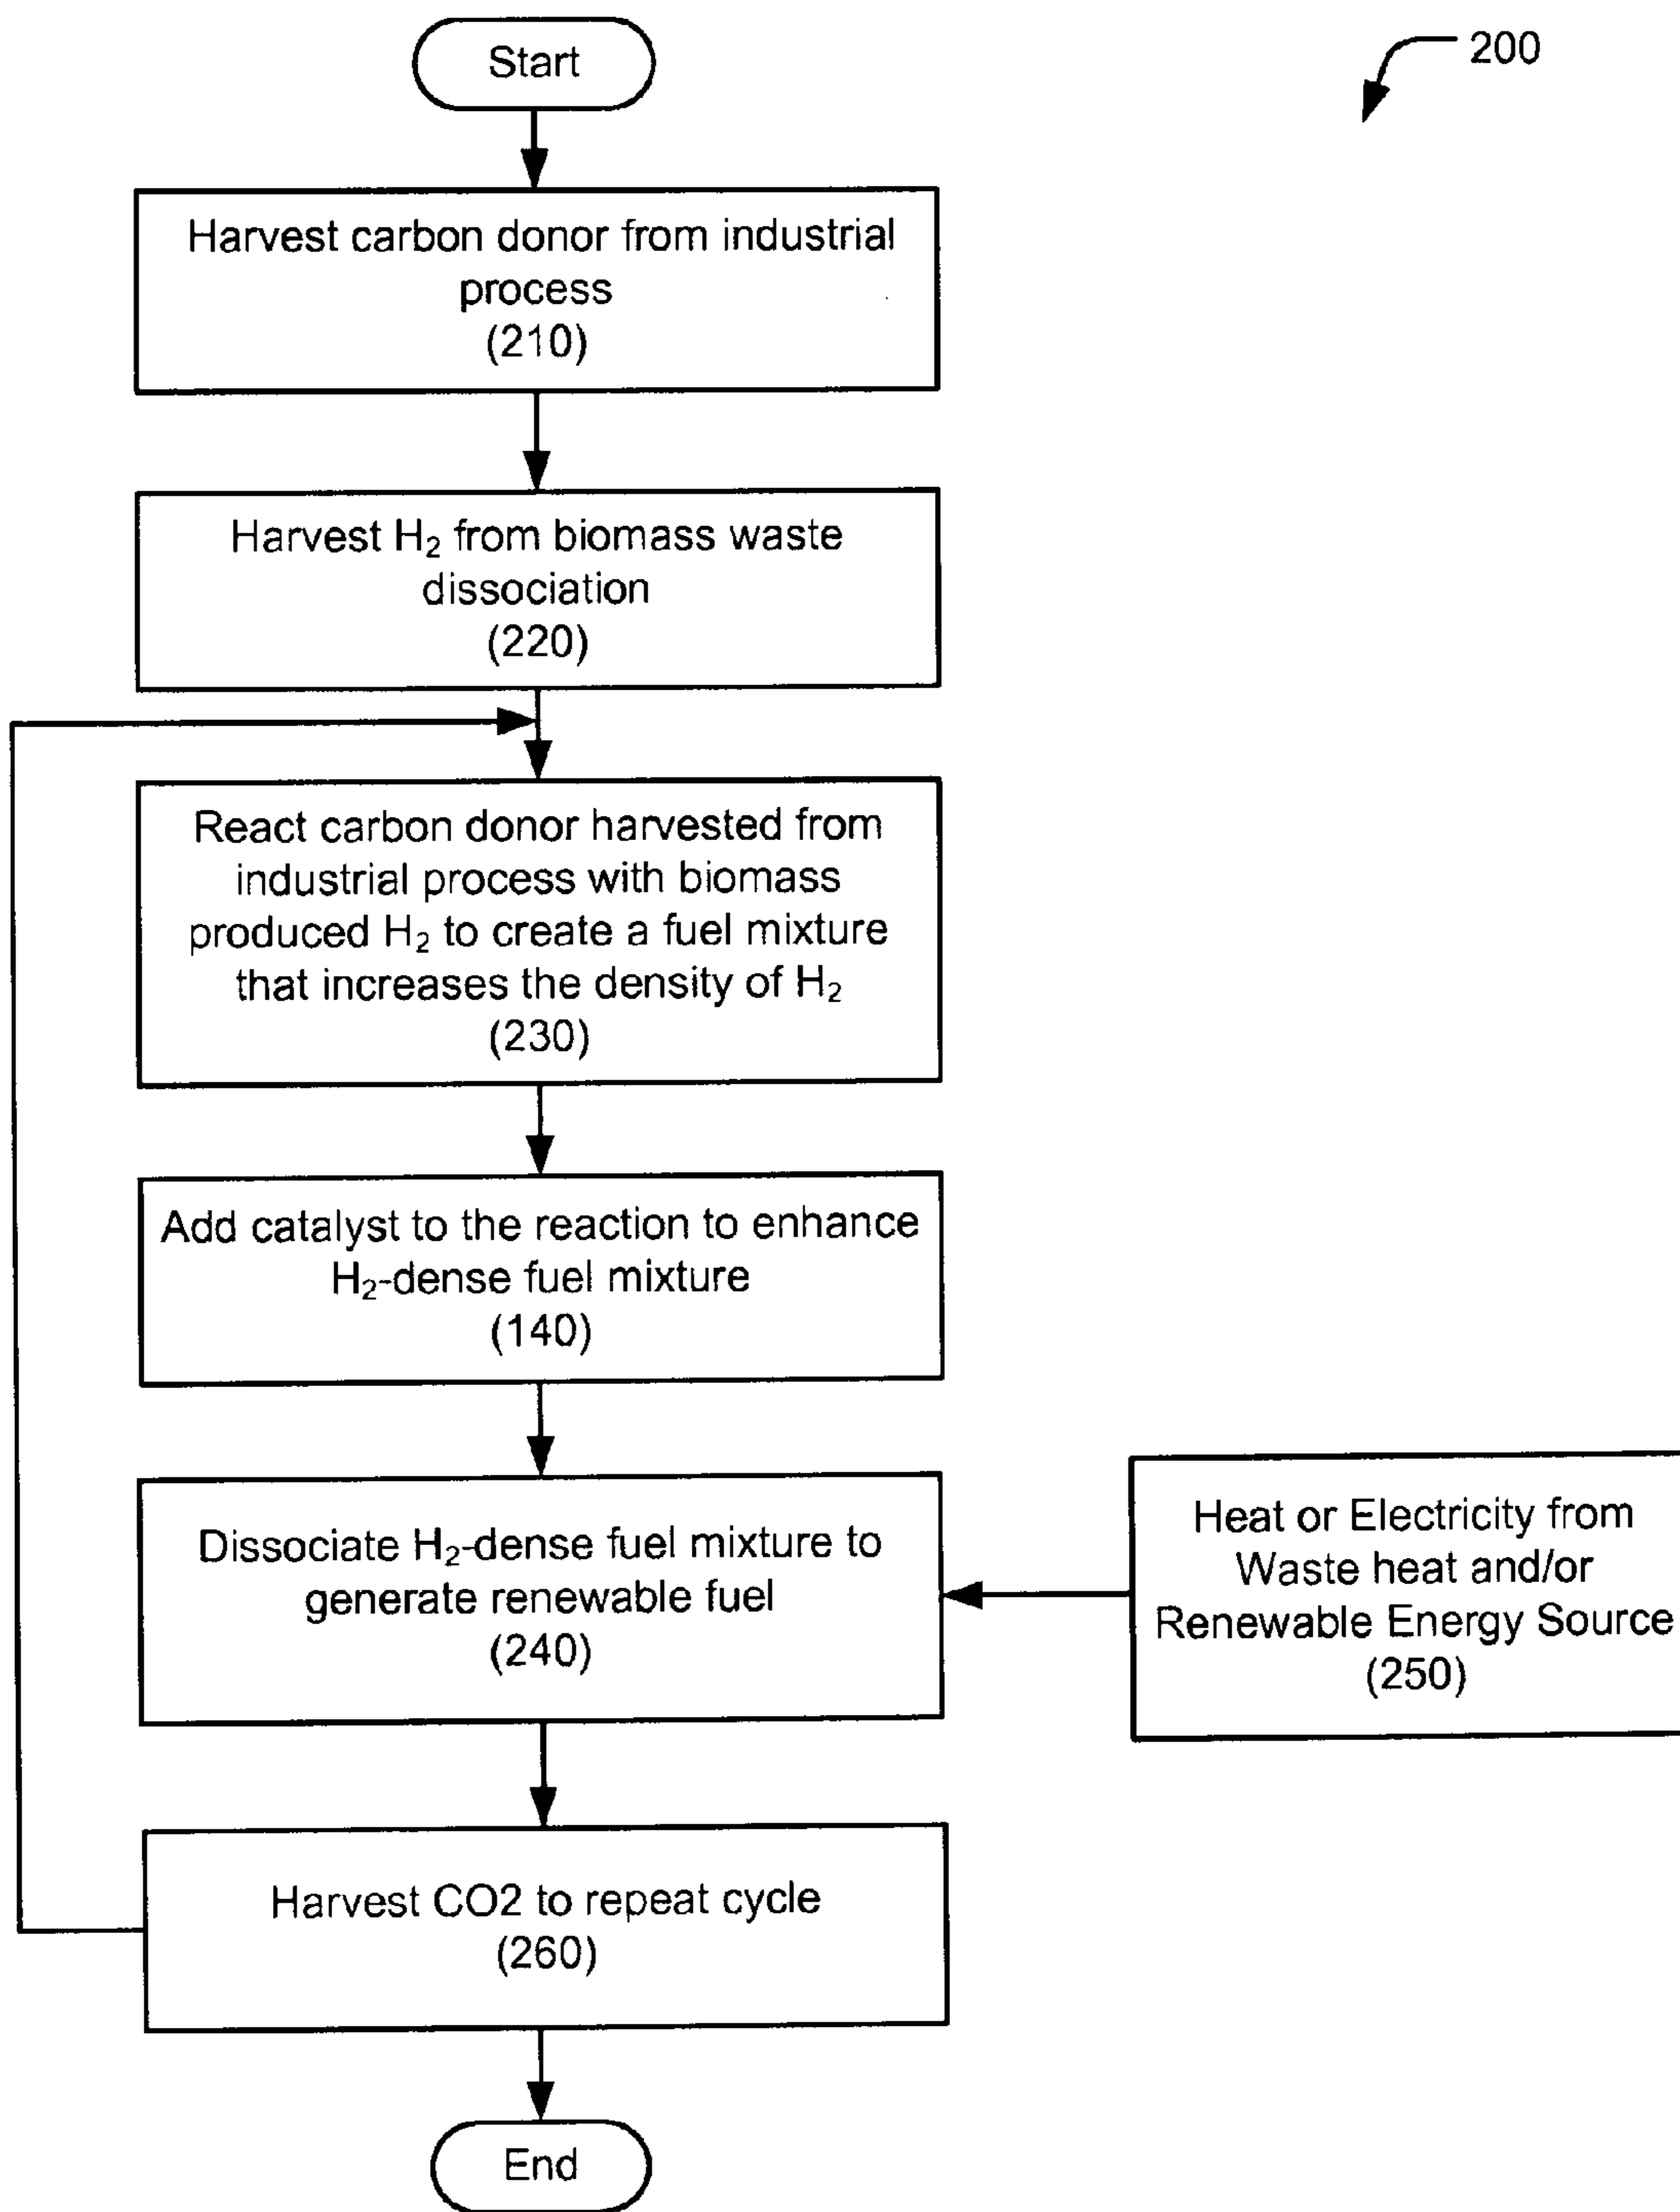 Start
200
Harvest carbon donor from industrial
process
(210)
Harvest H₂ from biomass waste
dissociation
(220)
React carbon donor harvested from
industrial process with biomass
produced H₂ to create a fuel mixture
that increases the density of H₂
(230)
Add catalyst to the reaction to enhance
H₂-dense fuel mixture
(140)
Dissociate H₂-dense fuel mixture to
generate renewable fuel
(240)
Heat or Electricity from
Waste heat and/or
Renewable Energy Source
(250)
Harvest CO2 to repeat cycle
(260)
End